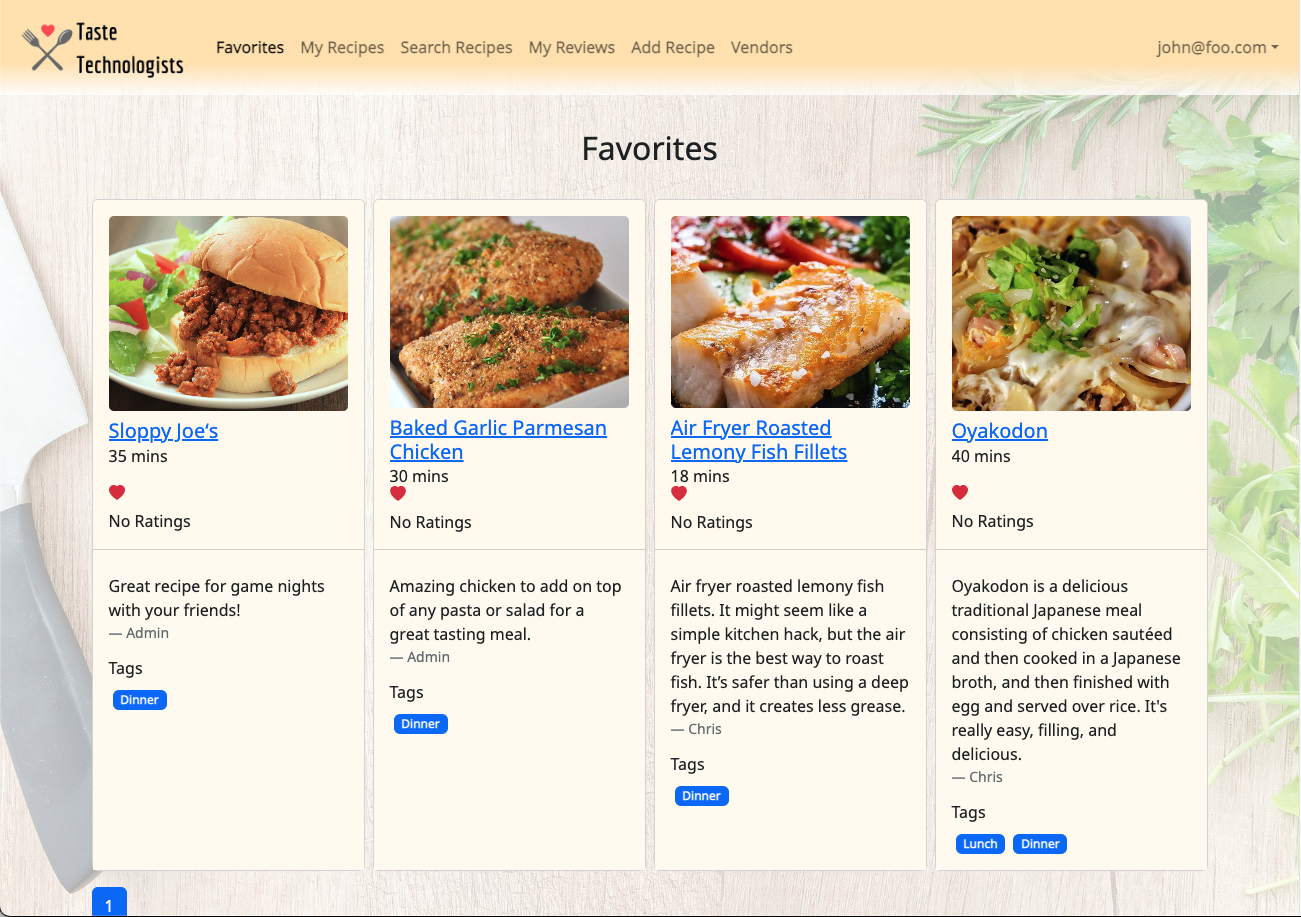 Taste
Technologists
Favorites My Recipes Search Recipes My Reviews Add Recipe Vendors
john@foo.com
Favorites
Sloppy Joe‘s
35 mins
No Ratings
Great recipe for game nights
with your friends!
— Admin
Tags
Dinner
Baked Garlic Parmesan
Chicken
30 mins
No Ratings
Amazing chicken to add on top
of any pasta or salad for a
great tasting meal.
— Admin
Tags
Dinner
Air Fryer Roasted
Lemony Fish Fillets
18 mins
No Ratings
Air fryer roasted lemony fish
fillets. It might seem like a
simple kitchen hack, but the air
fryer is the best way to roast
fish. It’s safer than using a deep
fryer, and it creates less grease.
— Chris
Tags
Dinner
Oyakodon
40 mins
No Ratings
Oyakodon is a delicious
traditional Japanese meal
consisting of chicken sautéed
and then cooked in a Japanese
broth, and then finished with
egg and served over rice. It's
really easy, filling, and
delicious.
— Chris
Tags
Lunch Dinner
1